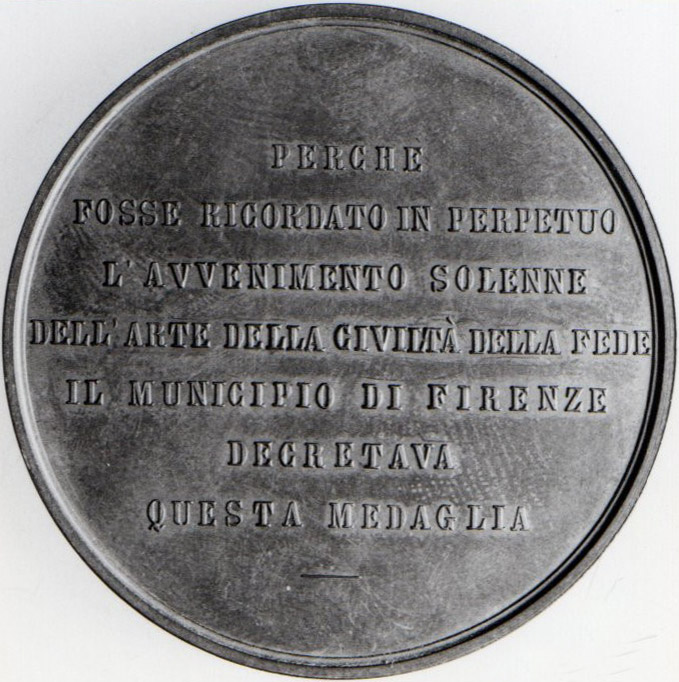 PERCHE
FOSSE RICORDATO IN PERPETUO
L'AVVENIMENTO SOLENNE
DELL'ARTE DELLA CIVILTÀ DELLA FEDE
IL MUNICIPIO DI FIRENZE
DECRETAVA
QUESTA MEDAGLIA